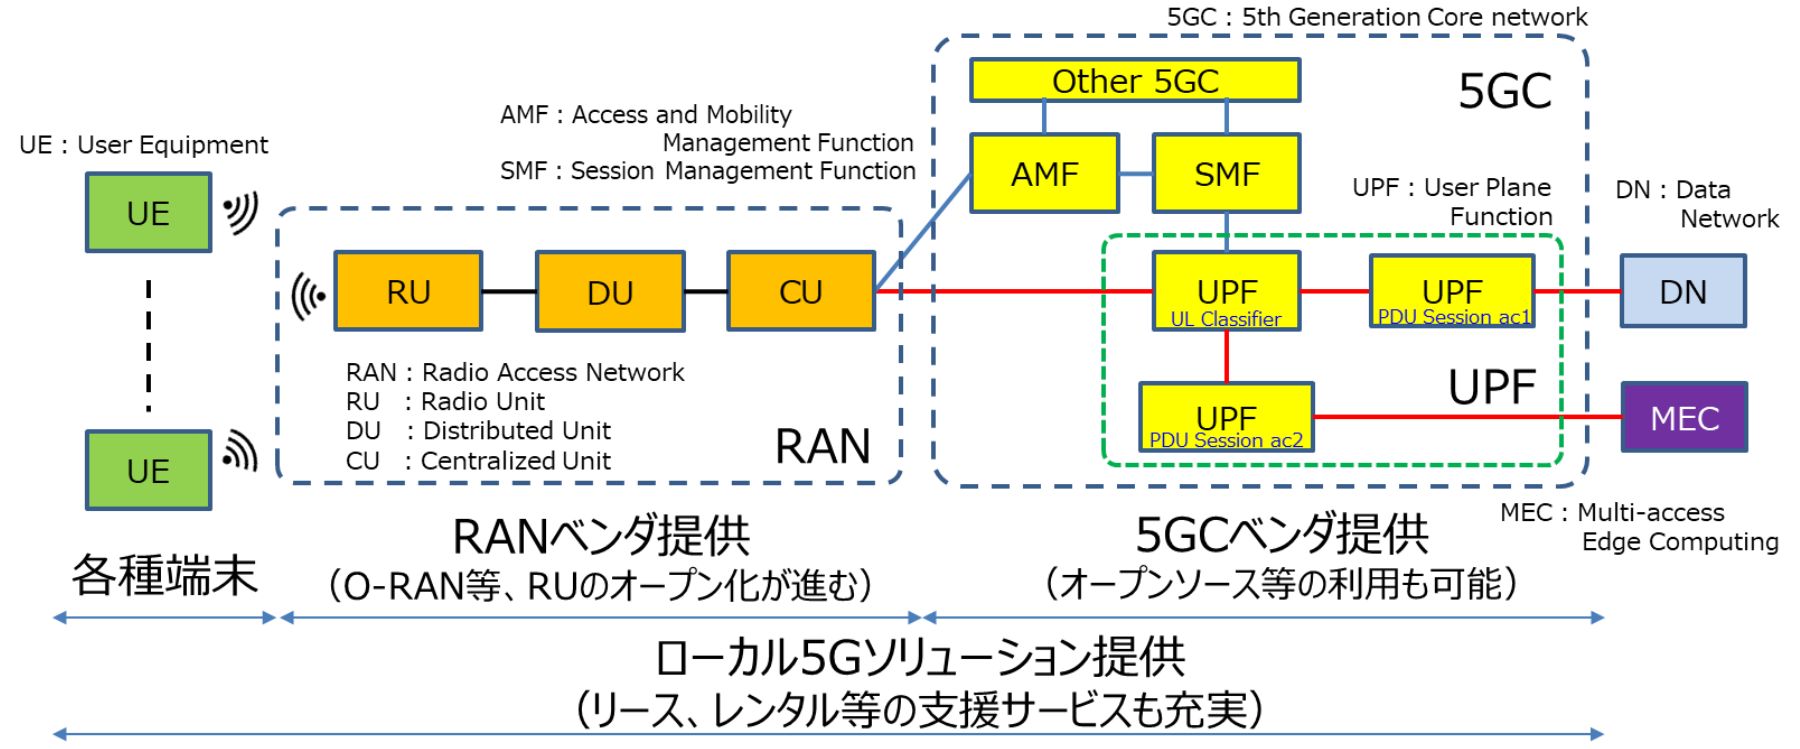 5GC : 5th Generation Core network
Other 5GC
5GC
AMF : Access and Mobility
Management Function
SMF : Session Management Function
UE : User Equipment
AMF
SMF
UE
UPF : User Plane
Function
DN : Data
Network
RU
DU
CU
UPF
UL Classifier
UPF
PDU Session ac1
DN
RAN : Radio Access Network
RU : Radio Unit
DU : Distributed Unit
CU : Centralized Unit
RAN
UPF
UPF
PDU Session ac2
MEC
UE
MEC : Multi-access
Edge Computing
各種端末
RANベンダ提供
（O-RAN等、RUのオープン化が進む）
5GCベンダ提供
（オープンソース等の利用も可能）
ローカル5Gソリューション提供
（リース、レンタル等の支援サービスも充実）